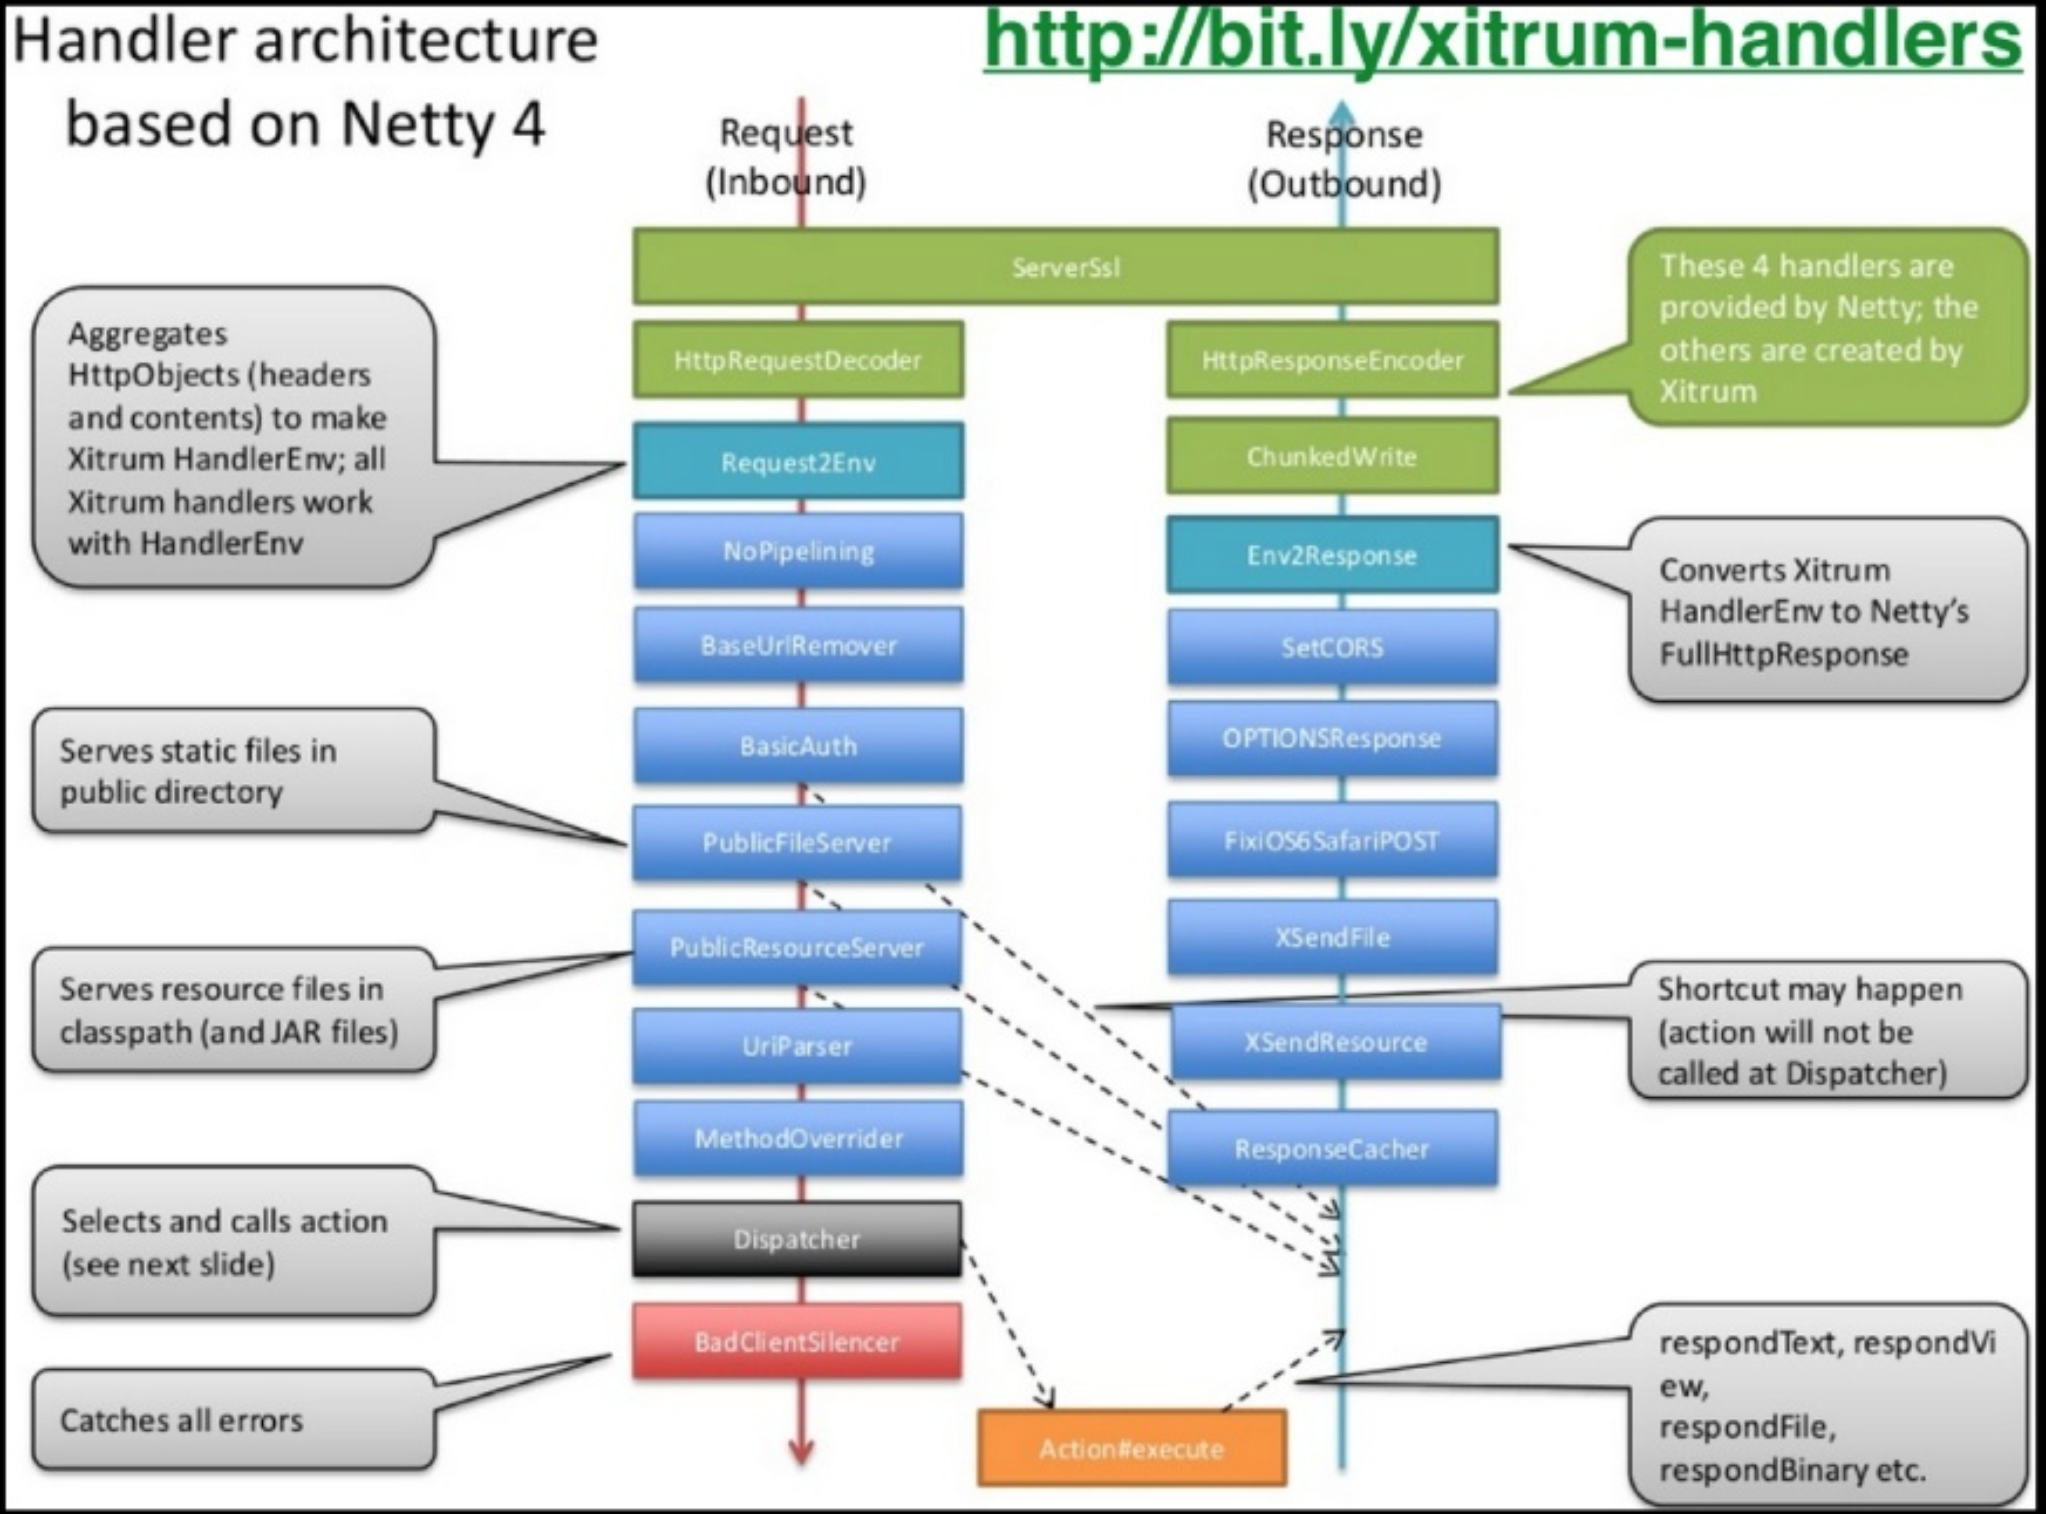 Handler architecture
based on Netty 4
http://bit.ly/xitrum-handlers
Request
(Inbound)
Response
(Outbound)
ServerSsl
These 4 handlers are
provided by Netty; the
others are created by
Xitrum
Aggregates
HttpObjects (headers
and contents) to make
Xitrum HandlerEnv; all
Xitrum handlers work
with HandlerEnv
HttpRequestDecoder
HttpResponseEncoder
Request2Env
ChunkedWrite
NoPipelining
Env2Response
Converts Xitrum
HandlerEnv to Netty's
FullHttpResponse
BaseUrlRemover
SetCORS
Serves static files in
public directory
BasicAuth
OPTIONSResponse
PublicFileServer
FixiOS6SafariPOST
Serves resource files in
classpath (and JAR files)
PublicResourceServer
XSendFile
Shortcut may happen
(action will not be
called at Dispatcher)
UriParser
XSendResource
MethodOverrider
ResponseCacher
Selects and calls action
(see next slide)
Dispatcher
BadClientSilencer
Catches all errors
Action#execute
respondText, respondVi
ew,
respondFile,
respondBinary etc.